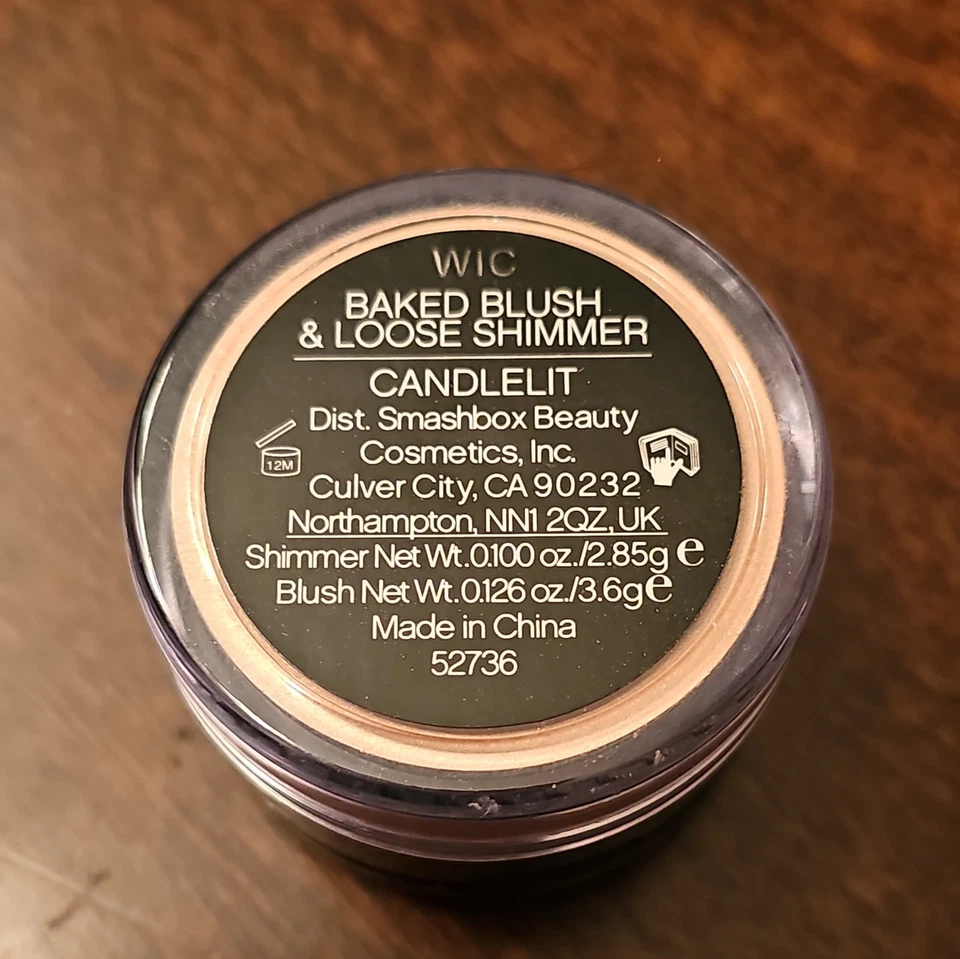 WIC
BAKED BLUSH
& LOOSE SHIMMER
CANDLELIT
Dist. Smashbox Beauty
Cosmetics, Inc.
12M
Culver City, CA 90232
Northampton, NN1 2QZ, UK
Shimmer Net Wt. 0.100 oz./2.85g e
Blush Net Wt. 0.126 oz./3.6g e
Made in China
52736